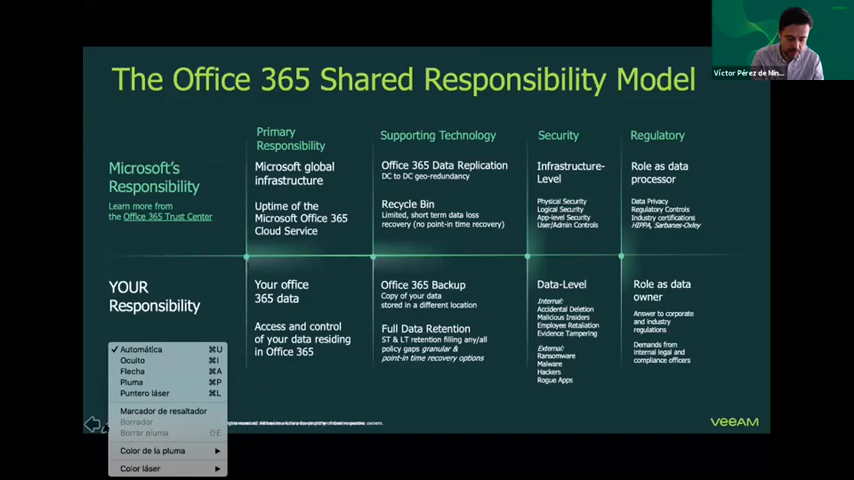 Víctor Pérez de Min...
The Office 365 Shared Responsibility Model
Primary
Responsibility
Supporting Technology
Security
Regulatory
Microsoft's
Responsibility
Learn more from
the Office 365 Trust Center
Microsoft global
infrastructure
Uptime of the
Microsoft Office 365
Cloud Service
Office 365 Data Replication
DC to DC geo-redundancy
Recycle Bin
Limited, short term data loss
recovery (no point-in time recovery)
Infrastructure-
Level
Physical Security
Logical Security
App-level Security
User/Admin Controls
Role as data
processor
Data Privacy
Regulatory Controls
Industry certifications
HIPPA, Sarbanes-Oxley
YOUR
Responsibility
Your office
365 data
Access and control
of your data residing
in Office 365
Office 365 Backup
Copy of your data
stored in a different location
Full Data Retention
ST & LT retention filling any/all
policy gaps granular &
point-in time recovery options
Data-Level
Internal:
Accidental Deletion
Malicious Insiders
Employee Retaliation
Evidence Tampering
External:
Ransomware
Malware
Hackers
Rogue Apps
Role as data
owner
Answer to corporate
and industry
regulations
Demands from
internal legal and
compliance officers
✓ Automática ⌘U
Oculto ⌘I
Flecha ⌘A
Pluma ⌘P
Puntero láser ⌘L
Marcador de resaltador
Borrador
Borrar pluma ⇧E
Color de la pluma
Color láser
owners.
VEEAM